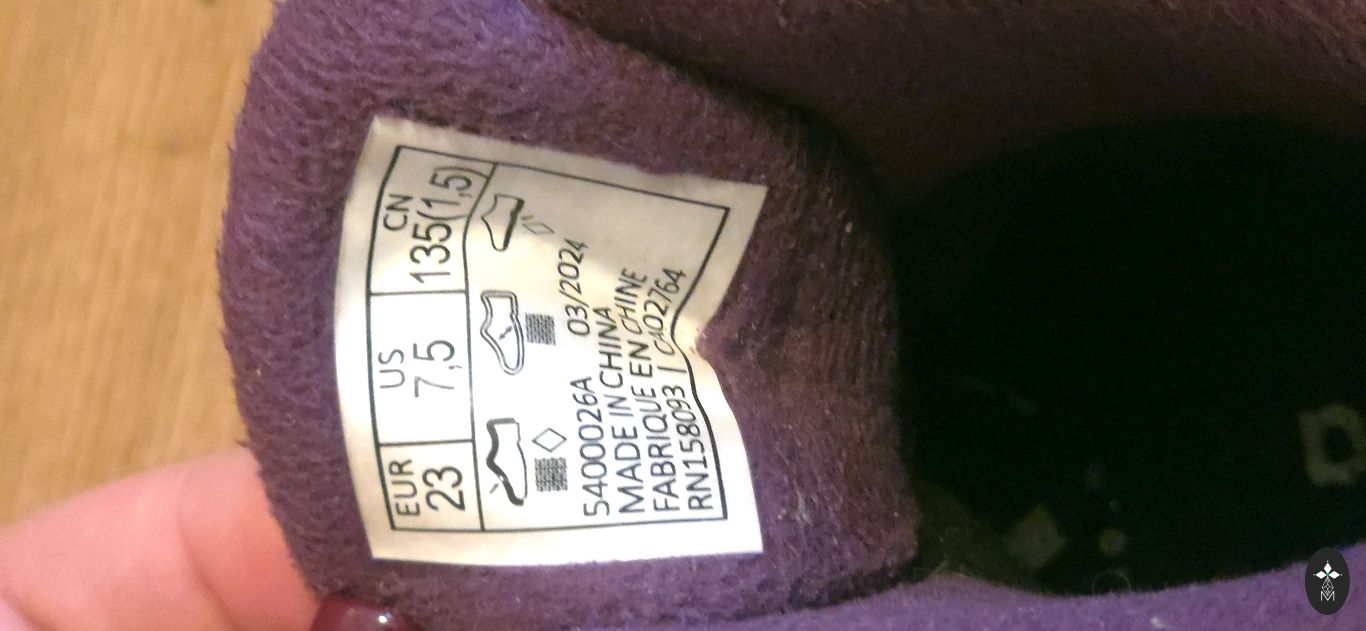 EUR US CN
23 7,5 135(1,5)
5400026A 03/2024
MADE IN CHINA
FABRIQUE EN CHINE
RN158093 | CA02764
M